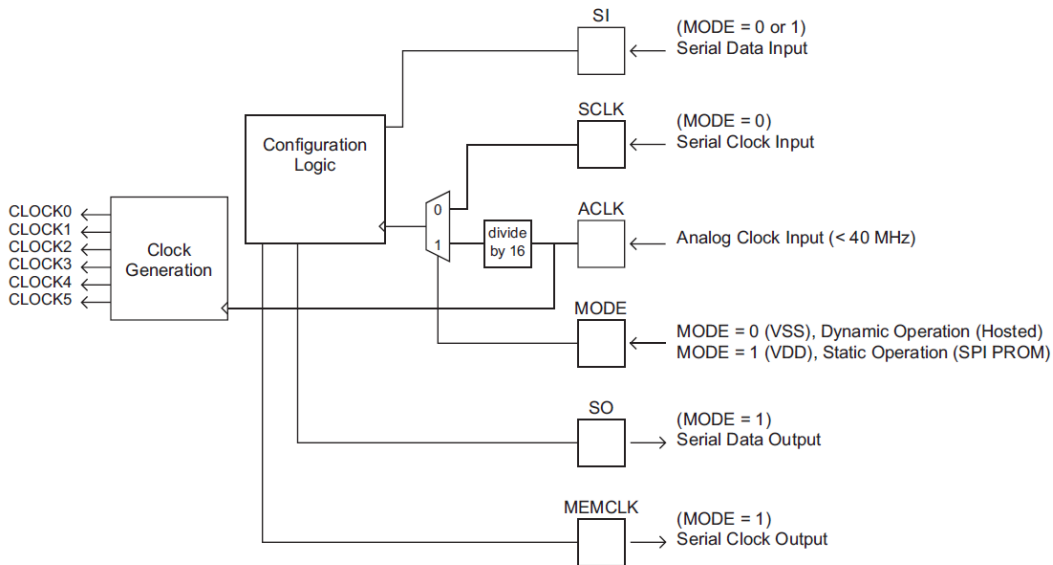 SI
(MODE = 0 or 1)
Serial Data Input
SCLK
(MODE = 0)
Serial Clock Input
Configuration
Logic
0
1
divide
by 16
ACLK
Analog Clock Input (< 40 MHz)
CLOCK0
CLOCK1
CLOCK2
CLOCK3
CLOCK4
CLOCK5
Clock
Generation
MODE
MODE = 0 (VSS), Dynamic Operation (Hosted)
MODE = 1 (VDD), Static Operation (SPI PROM)
SO
(MODE = 1)
Serial Data Output
MEMCLK
(MODE = 1)
Serial Clock Output